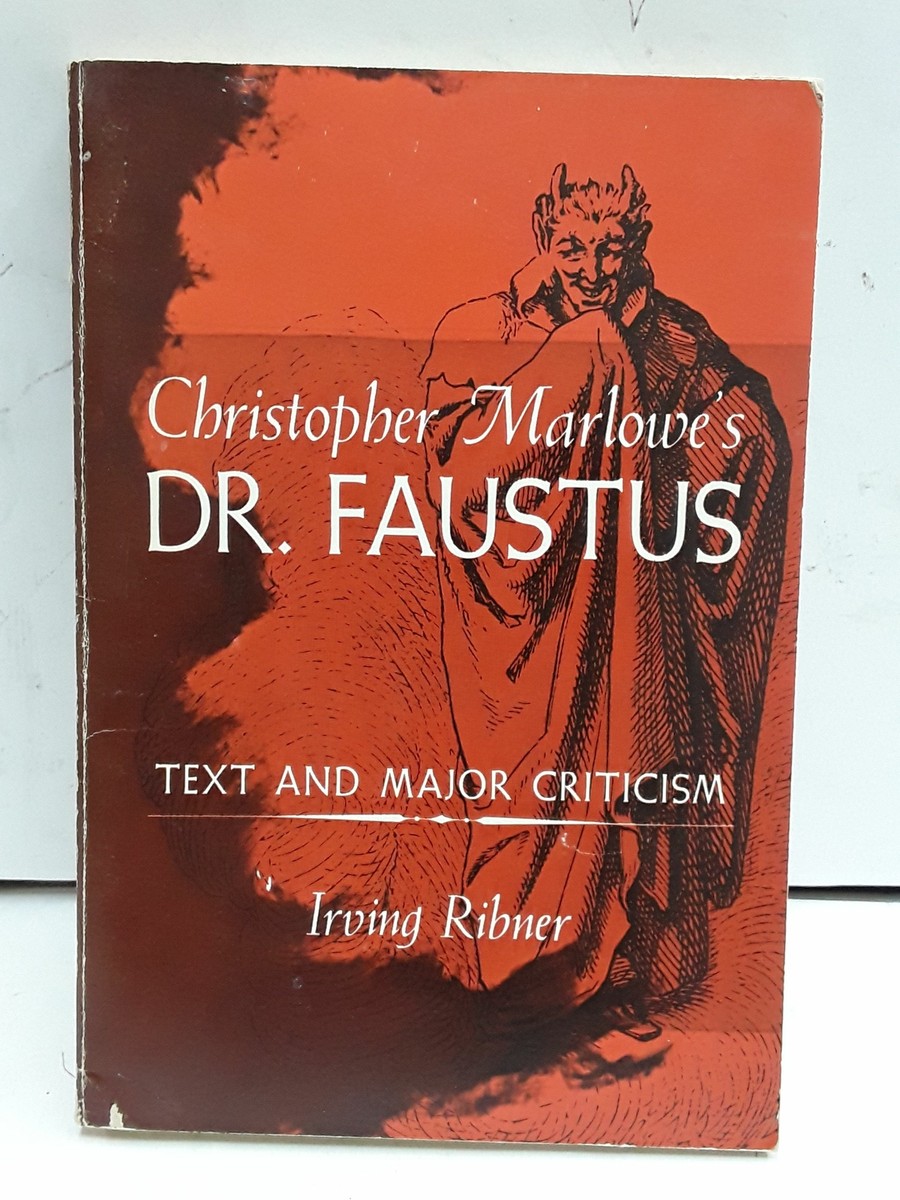 Christopher Marlowe's
DR. FAUSTUS
TEXT AND MAJOR CRITICISM
Irving Ribner